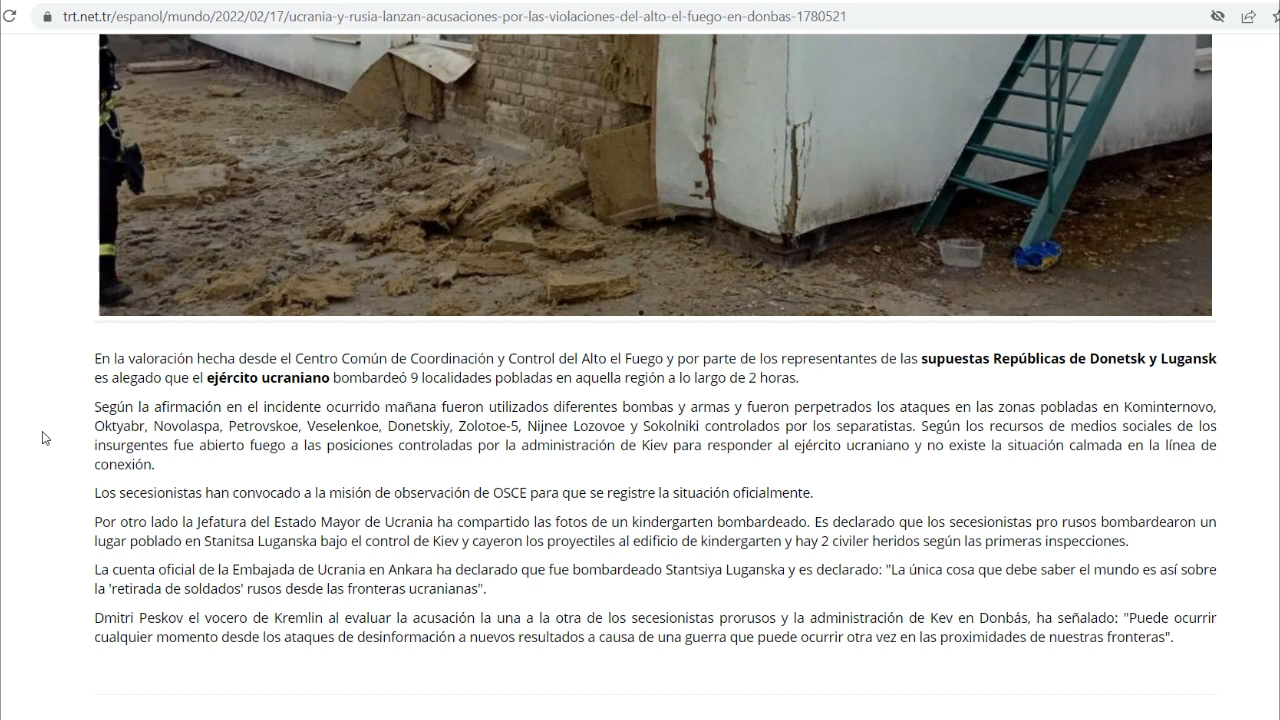 trt.net.tr/espanol/mundo/2022/02/17/ucrania-y-rusia-lanzan-acusaciones-por-las-violaciones-del-alto-el-fuego-en-donbas-1780521
En la valoración hecha desde el Centro Común de Coordinación y Control del Alto el Fuego y por parte de los representantes de las supuestas Repúblicas de Donetsk y Lugansk
es alegado que el ejército ucraniano bombardeó 9 localidades pobladas en aquella región a lo largo de 2 horas.
Según la afirmación en el incidente ocurrido mañana fueron utilizados diferentes bombas y armas y fueron perpetrados los ataques en las zonas pobladas en Kominternovo,
Oktyabr, Novolaspa, Petrovskoe, Veselenkoe, Donetskiy, Zolotoe-5, Nijnee Lozovoe y Sokolniki controlados por los separatistas. Según los recursos de medios sociales de los
insurgentes fue abierto fuego a las posiciones controladas por la administración de Kiev para responder al ejército ucraniano y no existe la situación calmada en la línea de
conexión.
Los secesionistas han convocado a la misión de observación de OSCE para que se registre la situación oficialmente.
Por otro lado la Jefatura del Estado Mayor de Ucrania ha compartido las fotos de un kindergarten bombardeado. Es declarado que los secesionistas pro rusos bombardearon un
lugar poblado en Stanitsa Luganska bajo el control de Kiev y cayeron los proyectiles al edificio de kindergarten y hay 2 civiler heridos según las primeras inspecciones.
La cuenta oficial de la Embajada de Ucrania en Ankara ha declarado que fue bombardeado Stantsiya Luganska y es declarado: "La única cosa que debe saber el mundo es así sobre
la 'retirada de soldados' rusos desde las fronteras ucranianas".
Dmitri Peskov el vocero de Kremlin al evaluar la acusación la una a la otra de los secesionistas prorusos y la administración de Kev en Donbás, ha señalado: "Puede ocurrir
cualquier momento desde los ataques de desinformación a nuevos resultados a causa de una guerra que puede ocurrir otra vez en las proximidades de nuestras fronteras".